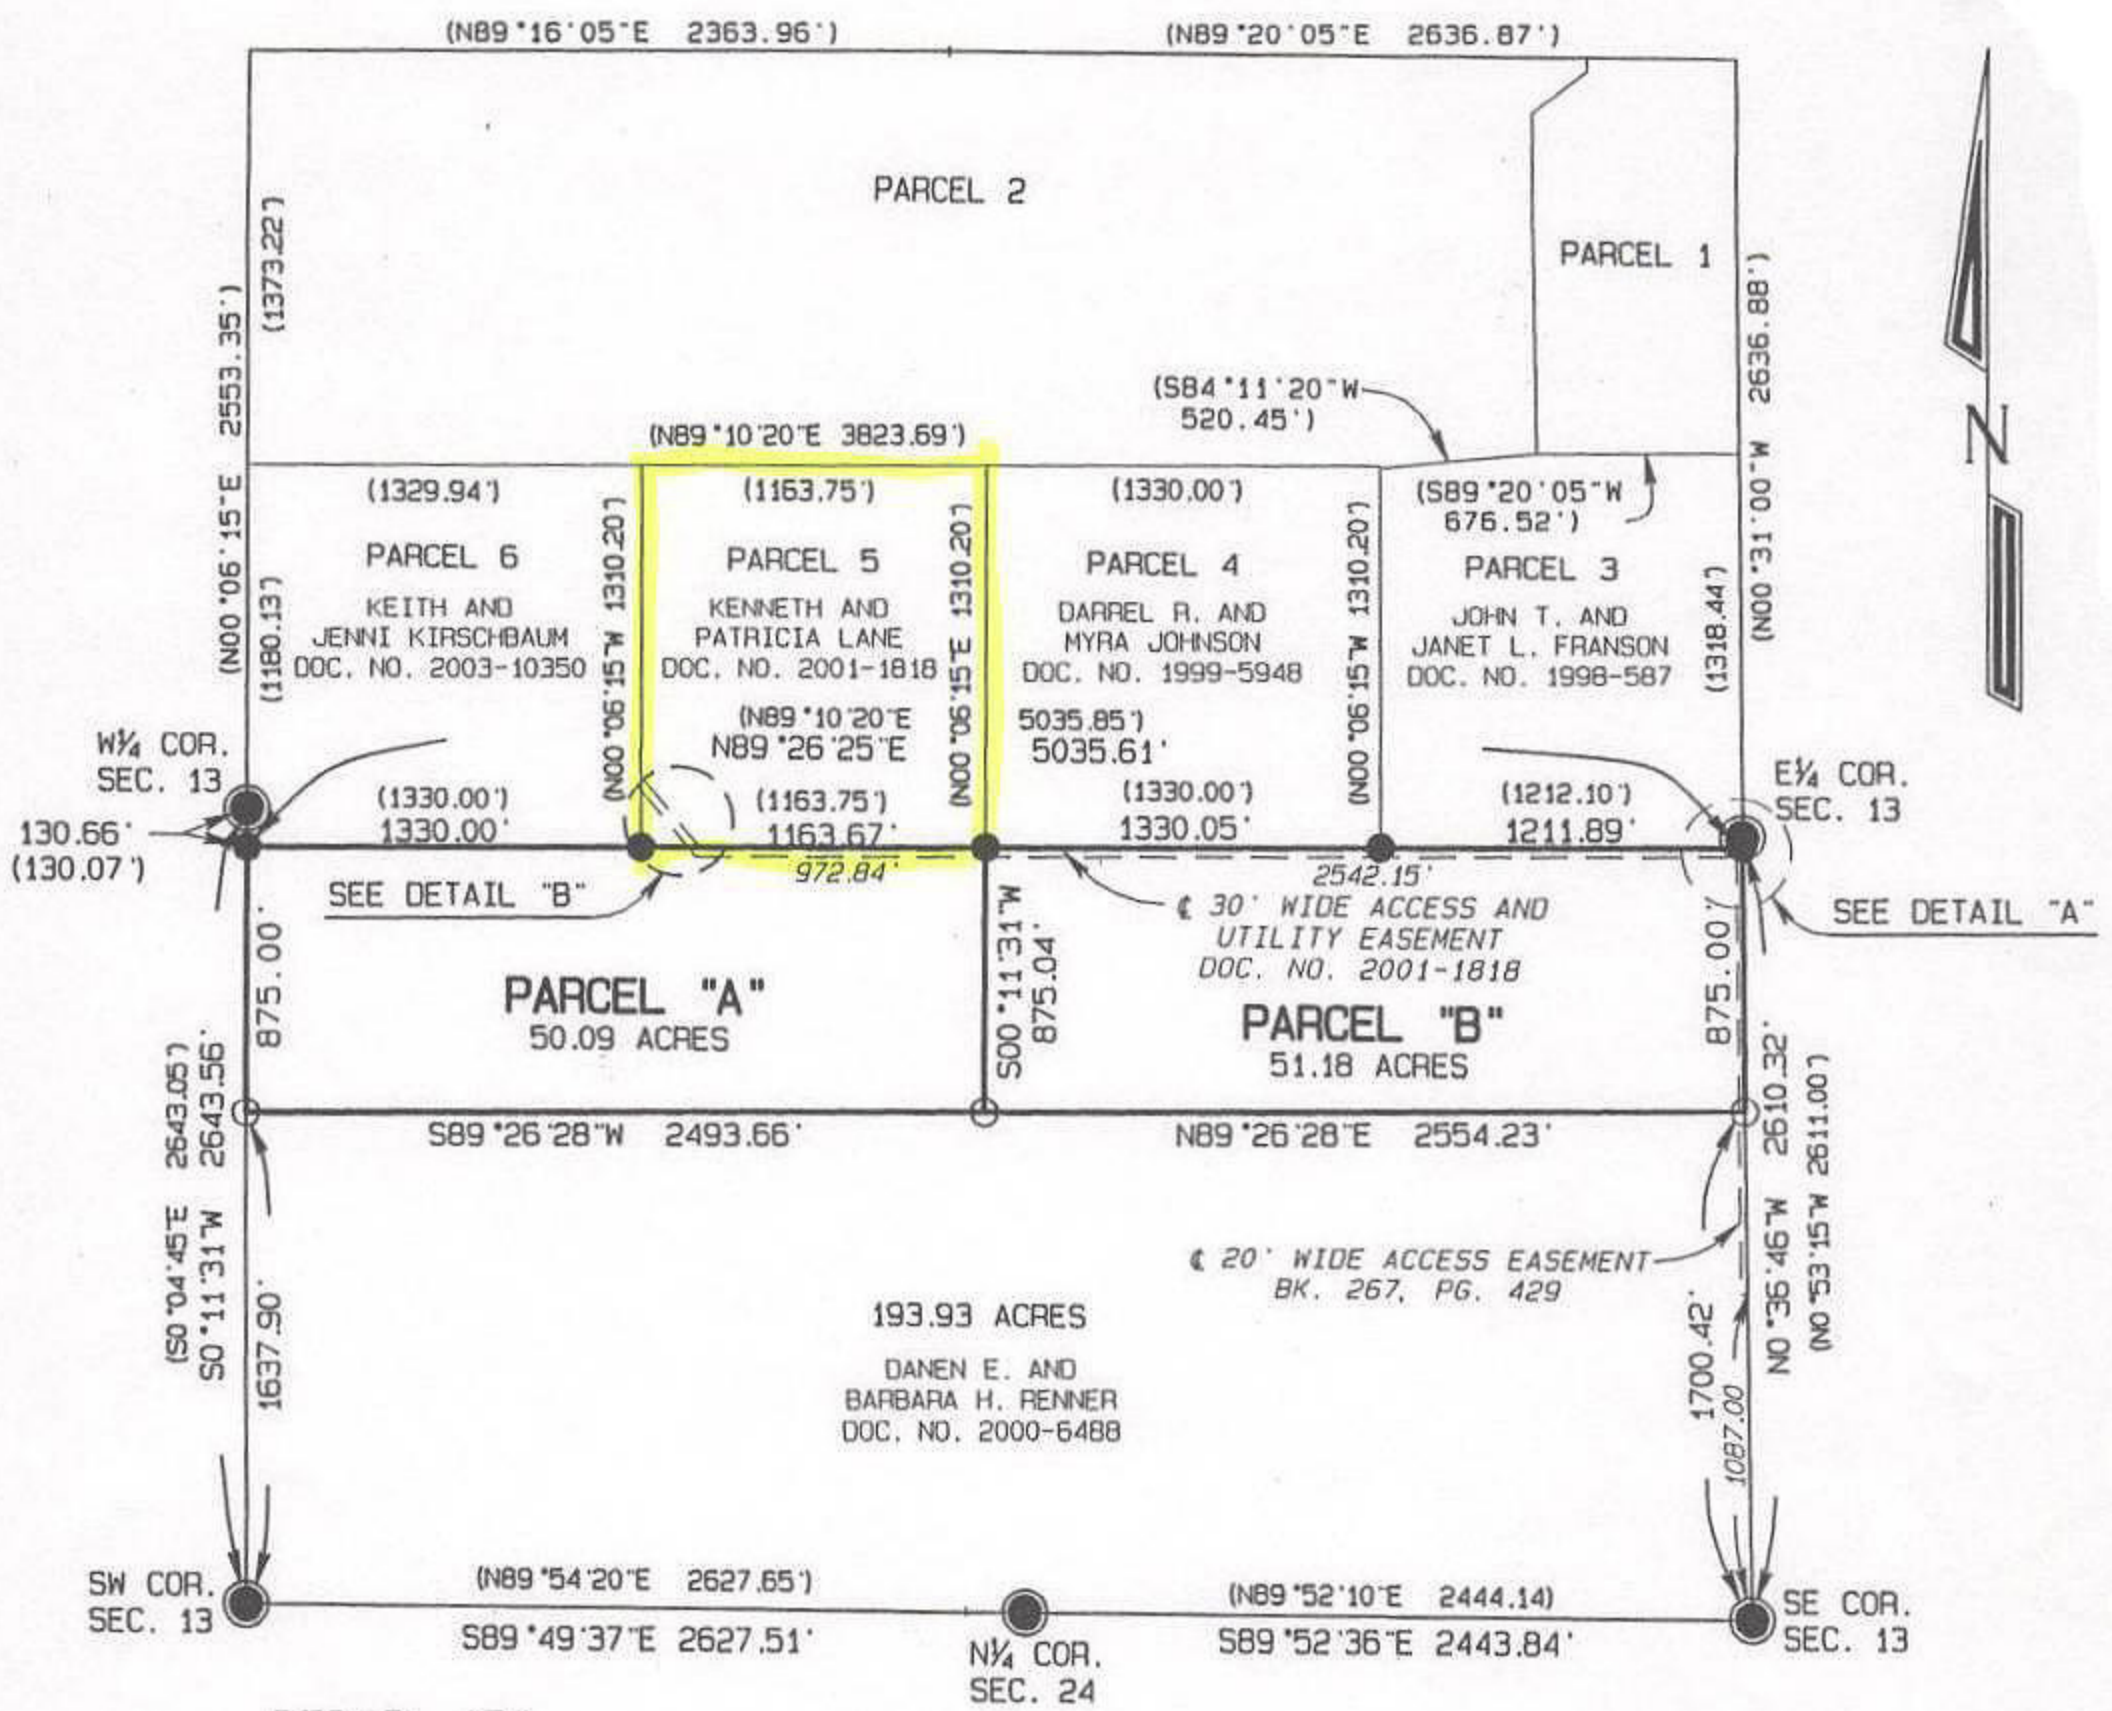 (N89°16'05"E 2363.96')
(N89°20'05"E 2636.87')
PARCEL 2
PARCEL 1
(1373.22')
(N00°06'15"E 2553.35')
(N00°31'00"W 2636.88')
(S84°11'20"W
520.45')
(N89°10'20"E 3823.69')
N
(1329.94')
(1163.75')
(1330.00')
(S89°20'05"W
676.52')
PARCEL 6
KEITH AND
JENNI KIRSCHBAUM
DOC. NO. 2003-10350
(1180.13')
(N00°06'15"W 1310.20')
PARCEL 5
KENNETH AND
PATRICIA LANE
DOC. NO. 2001-1818
(N00°06'15"E 1310.20')
PARCEL 4
DARREL R. AND
MYRA JOHNSON
DOC. NO. 1999-5948
(N00°06'15"W 1310.20')
PARCEL 3
JOHN T. AND
JANET L. FRANSON
DOC. NO. 1998-587
(1318.44')
(N89°10'20"E 5035.85')
N89°26'25"E 5035.61'
W¼ COR.
SEC. 13
E¼ COR.
SEC. 13
130.66'
(130.07')
(1330.00')
1330.00'
(1163.75')
1163.67'
(1330.00')
1330.05'
(1212.10')
1211.89'
972.84'
2542.15'
SEE DETAIL "B"
SEE DETAIL "A"
℄ 30' WIDE ACCESS AND
UTILITY EASEMENT
DOC. NO. 2001-1818
875.00'
PARCEL "A"
50.09 ACRES
S00°11'31"W
875.04'
PARCEL "B"
51.18 ACRES
875.00'
S89°26'28"W 2493.66'
N89°26'28"E 2554.23'
(S0°04'45"E 2643.05')
S0°11'31"W 2643.56'
1637.90'
℄ 20' WIDE ACCESS EASEMENT
BK. 267, PG. 429
N0°36'46"W 2610.32'
(N0°53'15"W 2611.00')
1700.42'
1087.00
193.93 ACRES
DANEN E. AND
BARBARA H. RENNER
DOC. NO. 2000-6488
SW COR.
SEC. 13
(N89°54'20"E 2627.65')
S89°49'37"E 2627.51'
N¼ COR.
SEC. 24
(N89°52'10"E 2444.14)
S89°52'36"E 2443.84'
SE COR.
SEC. 13